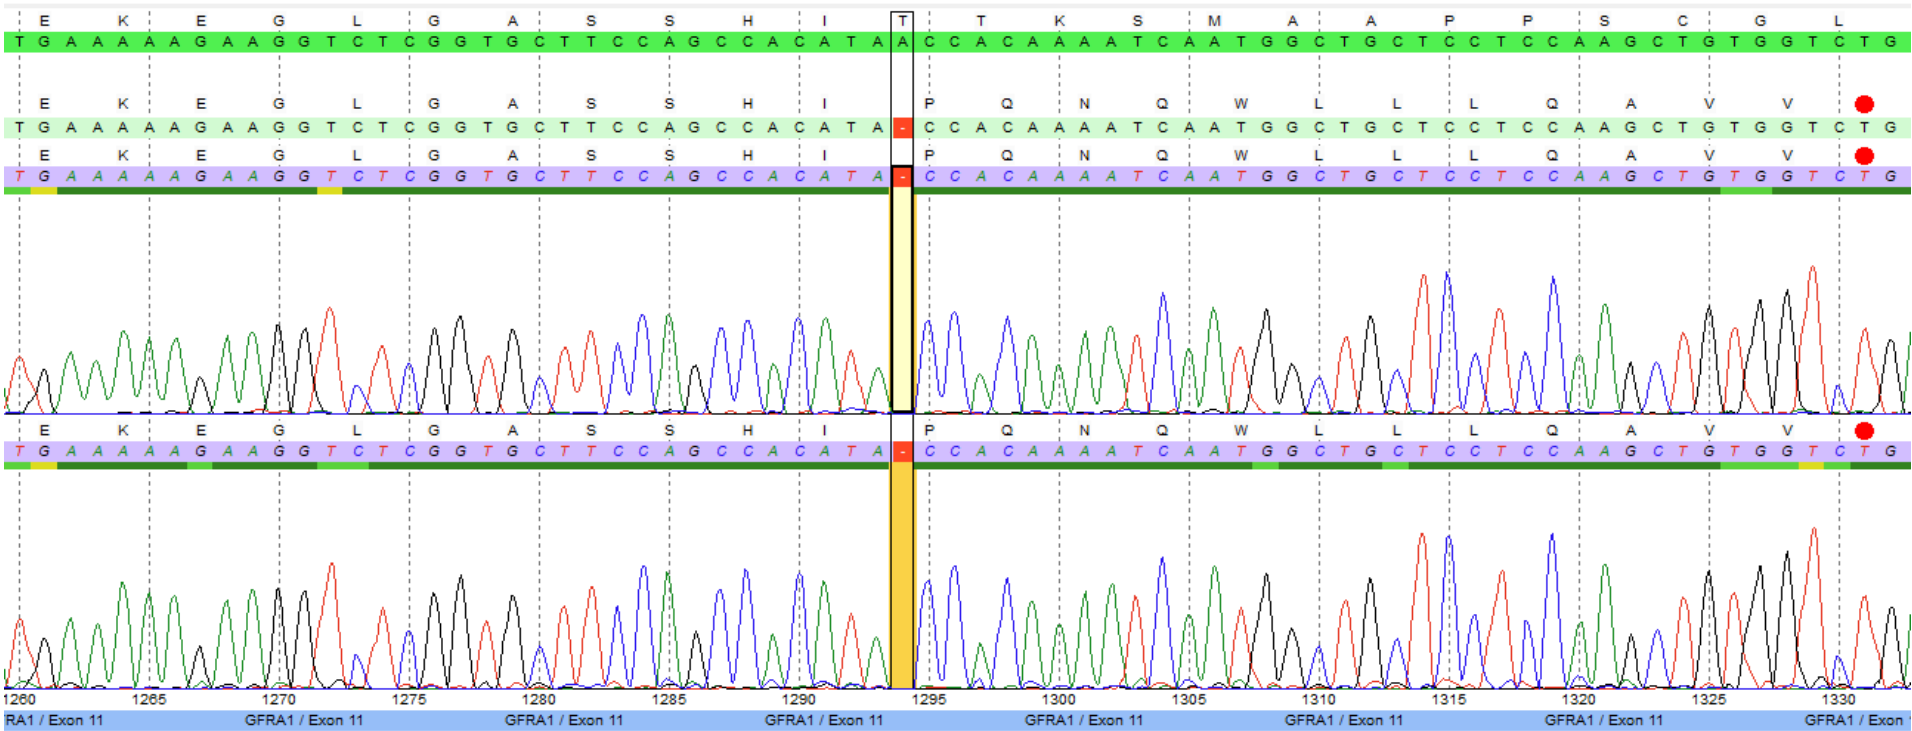 E K E G L G A S S H I T T K S M A A P P S C G L
T G A A A A A G A A G G T C T C G G T G C T T C C A G C C A C A T A A C C A C A A A A T C A A T G G C T G C T C C T C C A A G C T G T G G T C T G
E K E G L G A S S H I P Q N Q W L L L Q A V V
T G A A A A A G A A G G T C T C G G T G C T T C C A G C C A C A T A - C C A C A A A A T C A A T G G C T G C T C C T C C A A G C T G T G G T C T G
E K E G L G A S S H I P Q N Q W L L L Q A V V
T G A A A A A G A A G G T C T C G G T G C T T C C A G C C A C A T A - C C A C A A A A T C A A T G G C T G C T C C T C C A A G C T G T G G T C T G
E K E G L G A S S H I P Q N Q W L L L Q A V V
T G A A A A A G A A G G T C T C G G T G C T T C C A G C C A C A T A - C C A C A A A A T C A A T G G C T G C T C C T C C A A G C T G T G G T C T G
1260 1265 1270 1275 1280 1285 1290 1295 1300 1305 1310 1315 1320 1325 1330
RA1 / Exon 11 GFRA1 / Exon 11 GFRA1 / Exon 11 GFRA1 / Exon 11 GFRA1 / Exon 11 GFRA1 / Exon 11 GFRA1 / Exon 11 GFRA1 / Exon